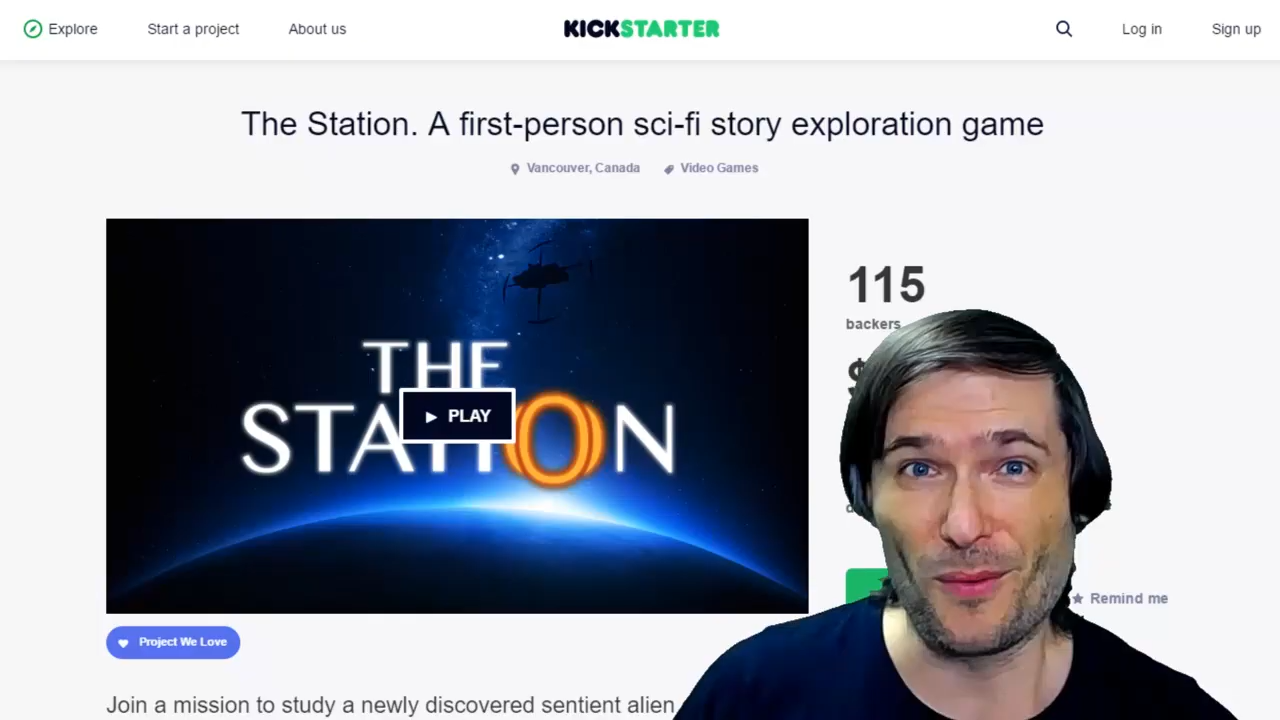 Explore
Start a project
About us
KICKSTARTER
Log in
Sign up
The Station. A first-person sci-fi story exploration game
Vancouver, Canada
Video Games
115
backers
$
THE
STATION
PLAY
Remind me
Project We Love
Join a mission to study a newly discovered sentient alien